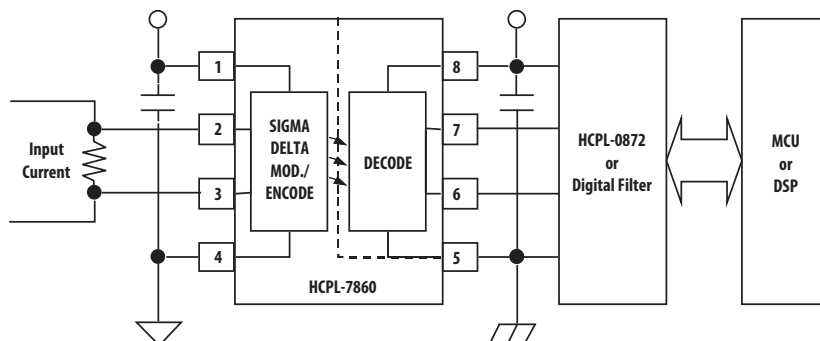 Input
Current
1
2
3
4
SIGMA
DELTA
MOD./
ENCODE
DECODE
HCPL-7860
8
7
6
5
HCPL-0872
or
Digital Filter
MCU
or
DSP